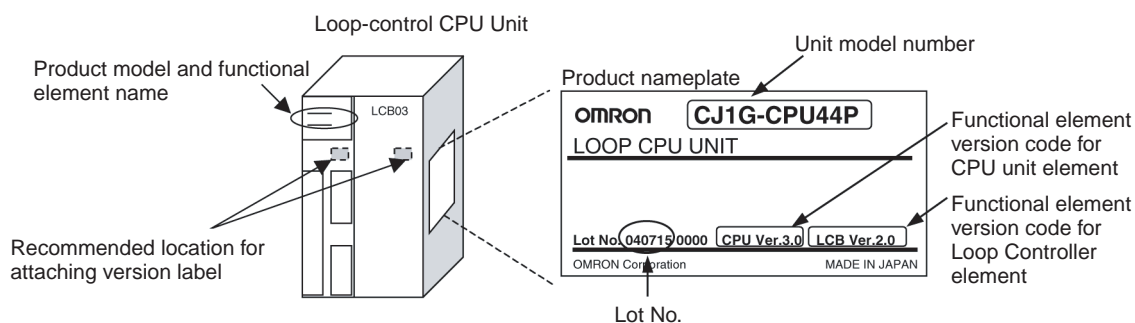 Loop-control CPU Unit
Product model and functional
element name
LCB03
Recommended location for
attaching version label
Unit model number
Product nameplate
OMRON
CJ1G-CPU44P
LOOP CPU UNIT
Lot No. 040715 0000 CPU Ver.3.0 LCB Ver.2.0
OMRON Corporation MADE IN JAPAN
Lot No.
Functional element
version code for
CPU unit element
Functional element
version code for
Loop Controller
element